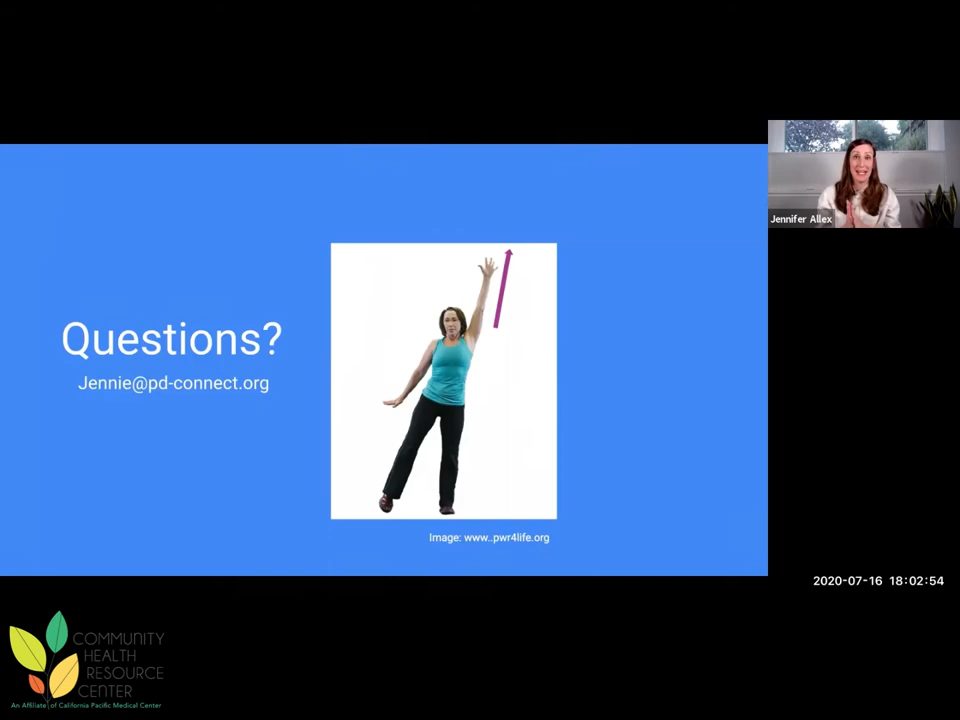 Jennifer Allex
Questions?
Jennie@pd-connect.org
Image: www..pwr4life.org
2020-07-16 18:02:54
COMMUNITY
HEALTH
RESOURCE
CENTER
An Affiliate of California Pacific Medical Center